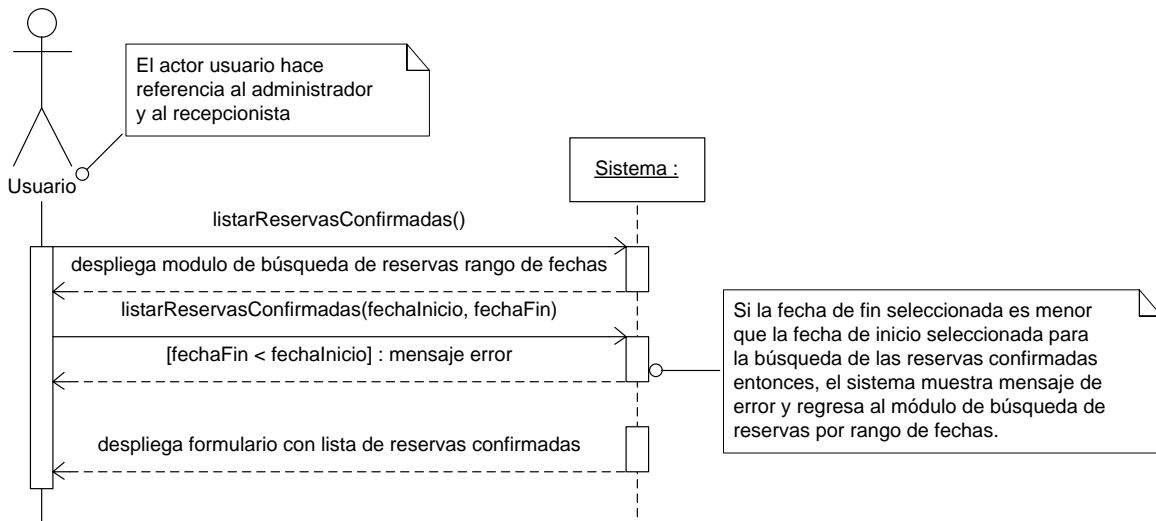 El actor usuario hace
referencia al administrador
y al recepcionista
Usuario
Sistema :
listarReservasConfirmadas()
despliega modulo de búsqueda de reservas rango de fechas
listarReservasConfirmadas(fechaInicio, fechaFin)
[fechaFin < fechaInicio] : mensaje error
Si la fecha de fin seleccionada es menor
que la fecha de inicio seleccionada para
la búsqueda de las reservas confirmadas
entonces, el sistema muestra mensaje de
error y regresa al módulo de búsqueda de
reservas por rango de fechas.
despliega formulario con lista de reservas confirmadas